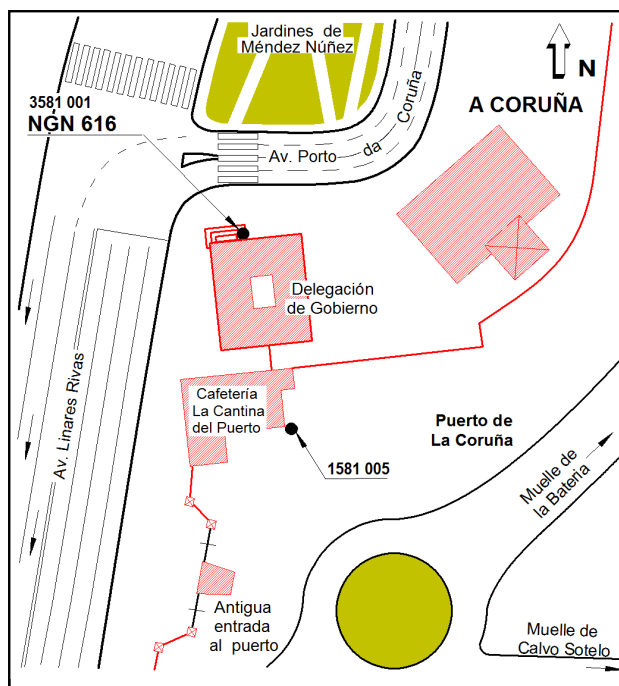 Jardines de
Méndez Núñez
3581 001
NGN 616
N
A CORUÑA
Av. Porto da Coruña
Delegación
de Gobierno
Av. Linares Rivas
Cafetería
La Cantina
del Puerto
Puerto de
La Coruña
1581 005
Muelle de
la Bateria
Antigua
entrada
al puerto
Muelle de
Calvo Sotelo